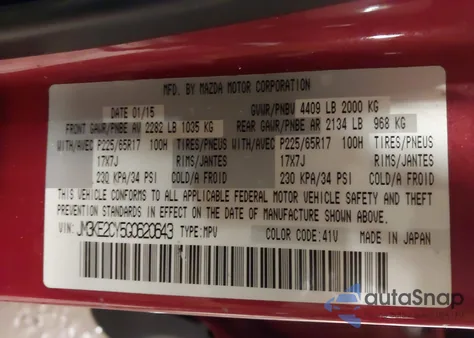 MFD. BY MAZDA MOTOR CORPORATION
DATE 01/15 GVWR/PNBV 4409 LB 2000 KG
FRONT GAWR/PNBE AV 2282 LB 1035 KG REAR GAWR/PNBE AR 2134 LB 968 KG
WITH/AVEC P225/65R17 100H TIRES/PNEUS WITH/AVEC P225/65R17 100H TIRES/PNEUS
17X7J RIMS/JANTES 17X7J RIMS/JANTES
230 KPA/34 PSI COLD/A FROID 230 KPA/34 PSI COLD/A FROID
THIS VEHICLE CONFORMS TO ALL APPLICABLE FEDERAL MOTOR VEHICLE SAFETY AND THEFT
PREVENTION STANDARDS IN EFFECT ON THE DATE OF MANUFACTURE SHOWN ABOVE.
VIN: JM3KE2CY5G0620643 TYPE:MPV COLOR CODE:41V MADE IN JAPAN
autoSnap